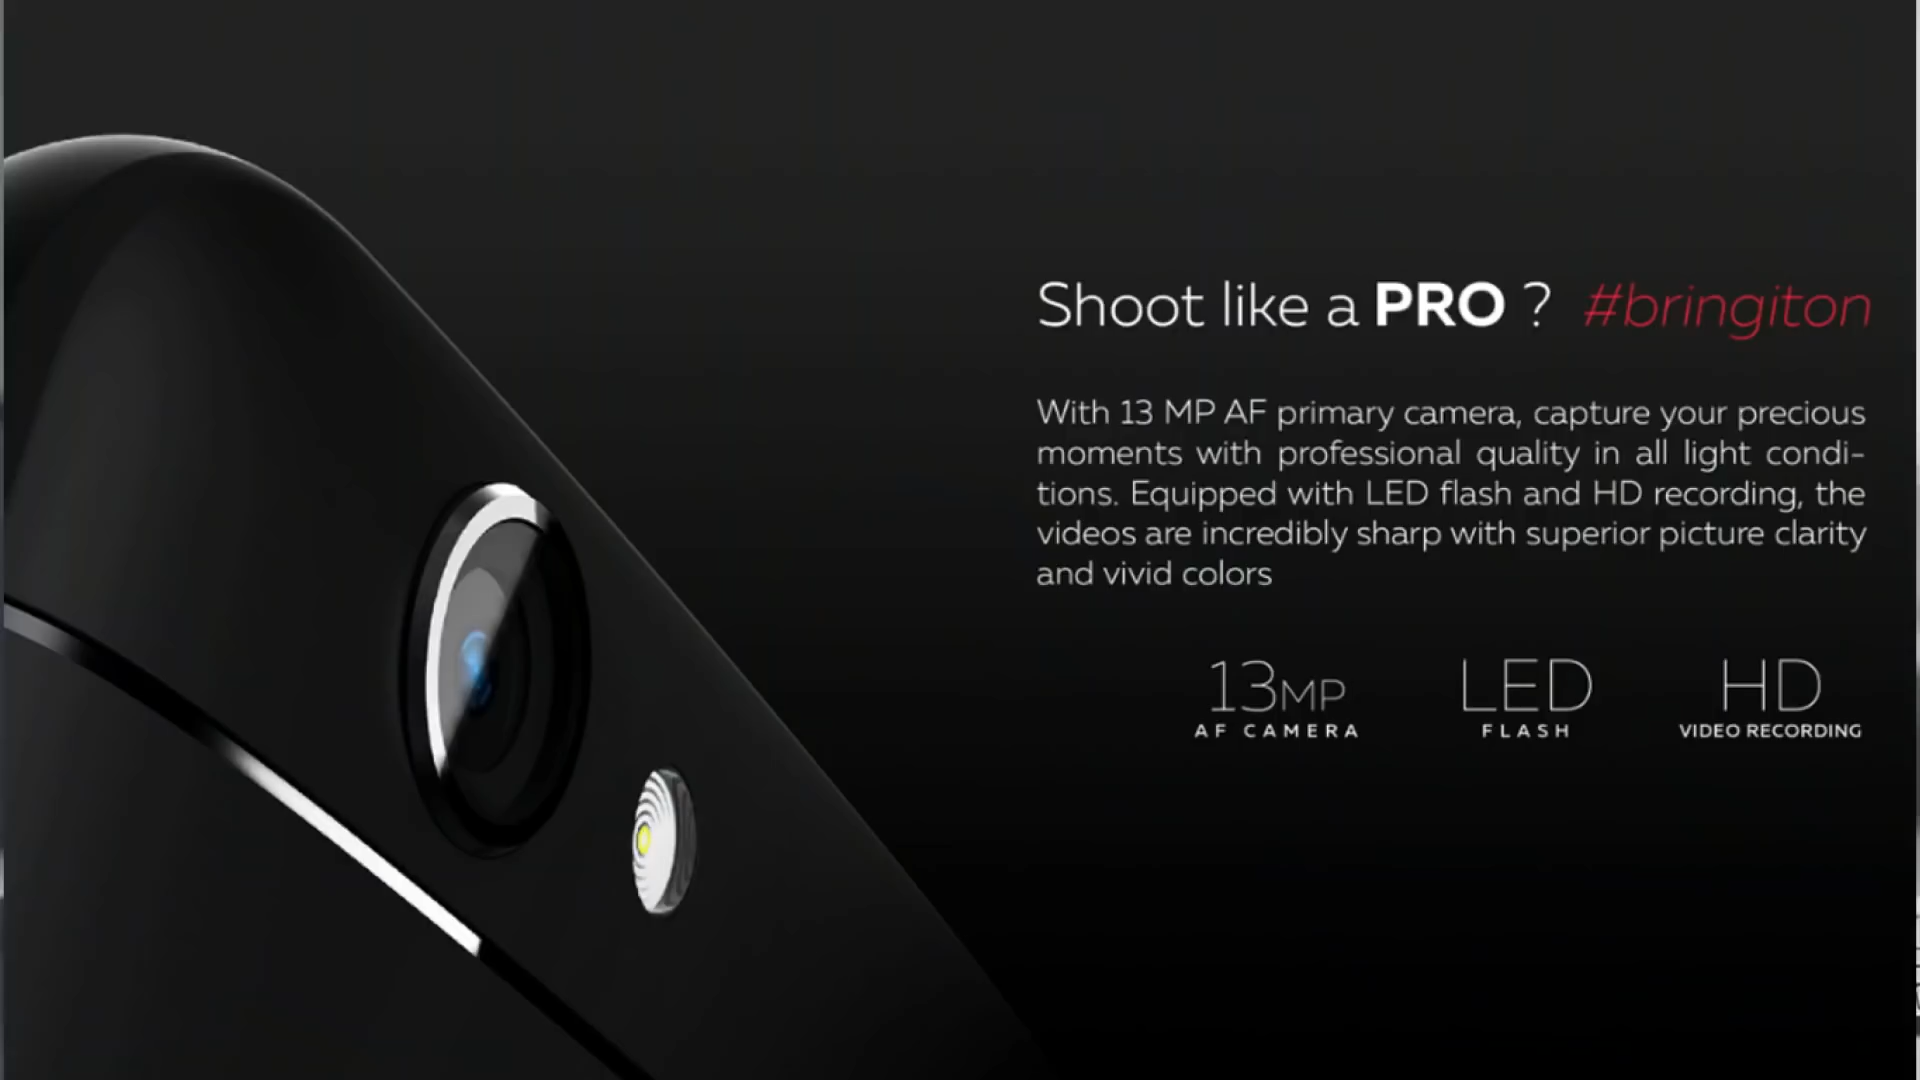 Shoot like a PRO ? #bringiton
With 13 MP AF primary camera, capture your precious
moments with professional quality in all light condi-
tions. Equipped with LED flash and HD recording, the
videos are incredibly sharp with superior picture clarity
and vivid colors
13MP LED HD
AF CAMERA FLASH VIDEO RECORDING